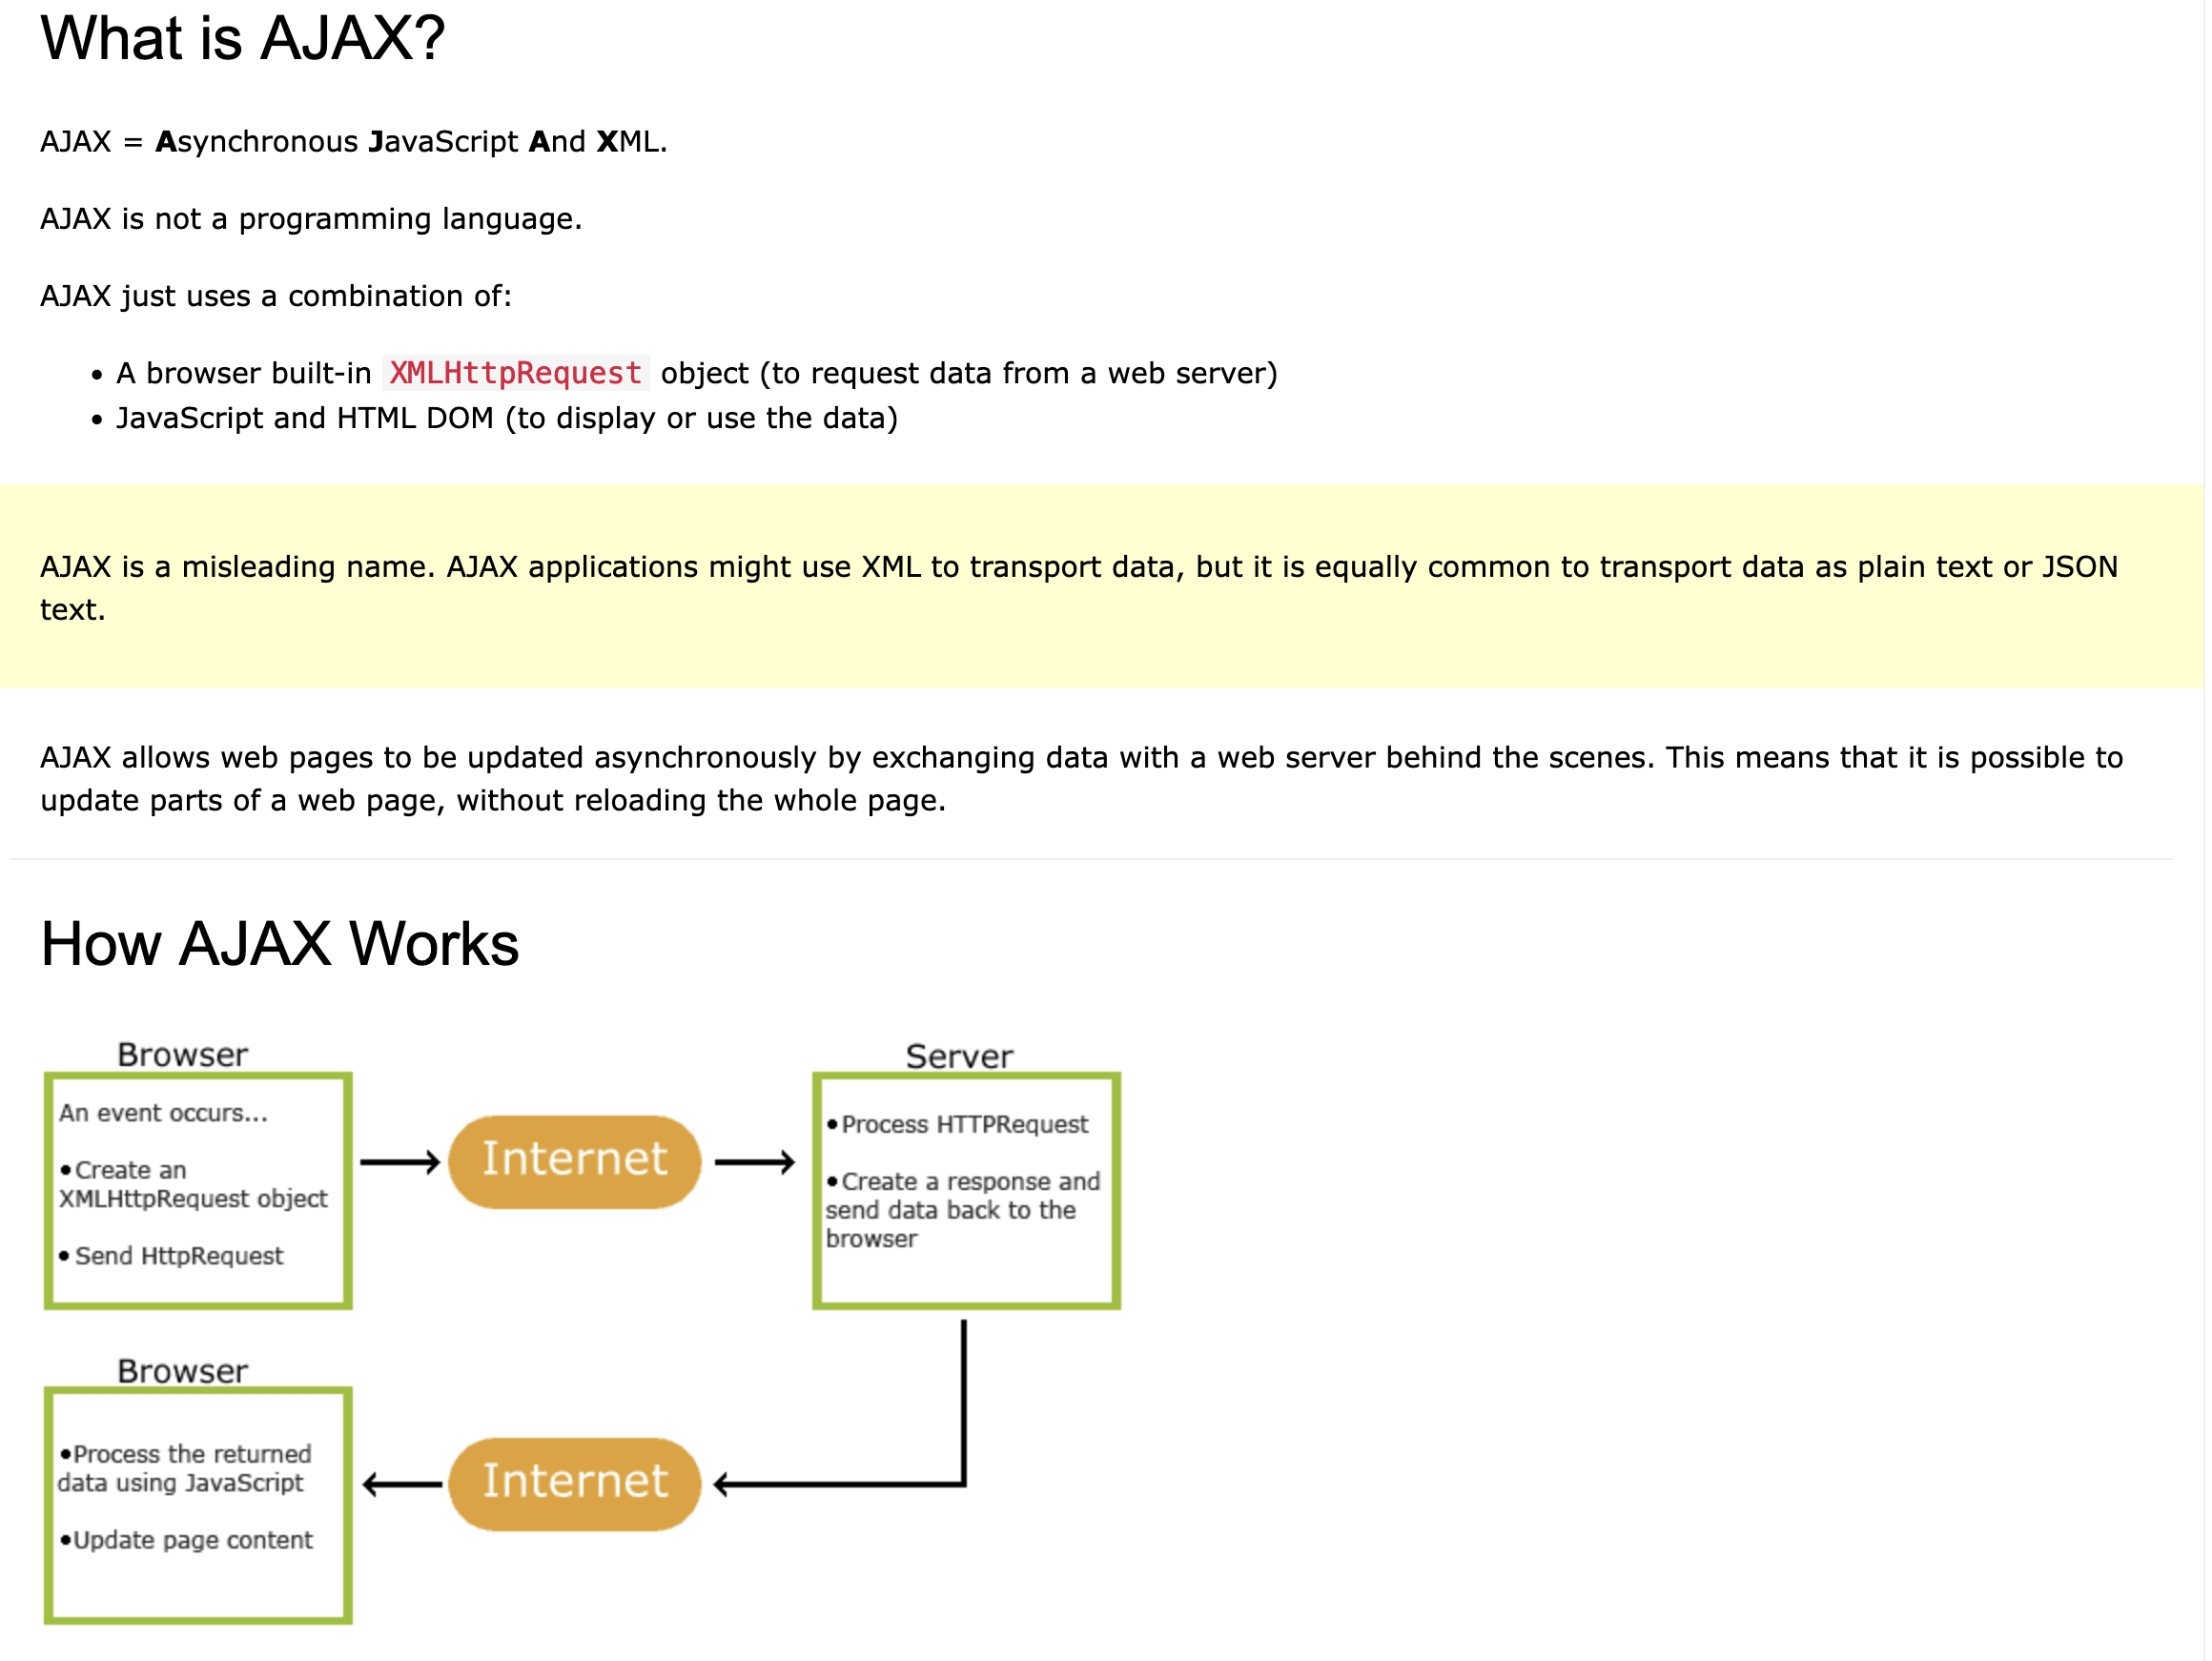 What is AJAX?
AJAX = Asynchronous JavaScript And XML.
AJAX is not a programming language.
AJAX just uses a combination of:
• A browser built-in XMLHttpRequest object (to request data from a web server)
• JavaScript and HTML DOM (to display or use the data)
AJAX is a misleading name. AJAX applications might use XML to transport data, but it is equally common to transport data as plain text or JSON
text.
AJAX allows web pages to be updated asynchronously by exchanging data with a web server behind the scenes. This means that it is possible to
update parts of a web page, without reloading the whole page.
How AJAX Works
Browser
An event occurs...
• Create an
XMLHttpRequest object
• Send HttpRequest
Internet
Server
• Process HTTPRequest
• Create a response and
send data back to the
browser
Internet
Browser
• Process the returned
data using JavaScript
• Update page content